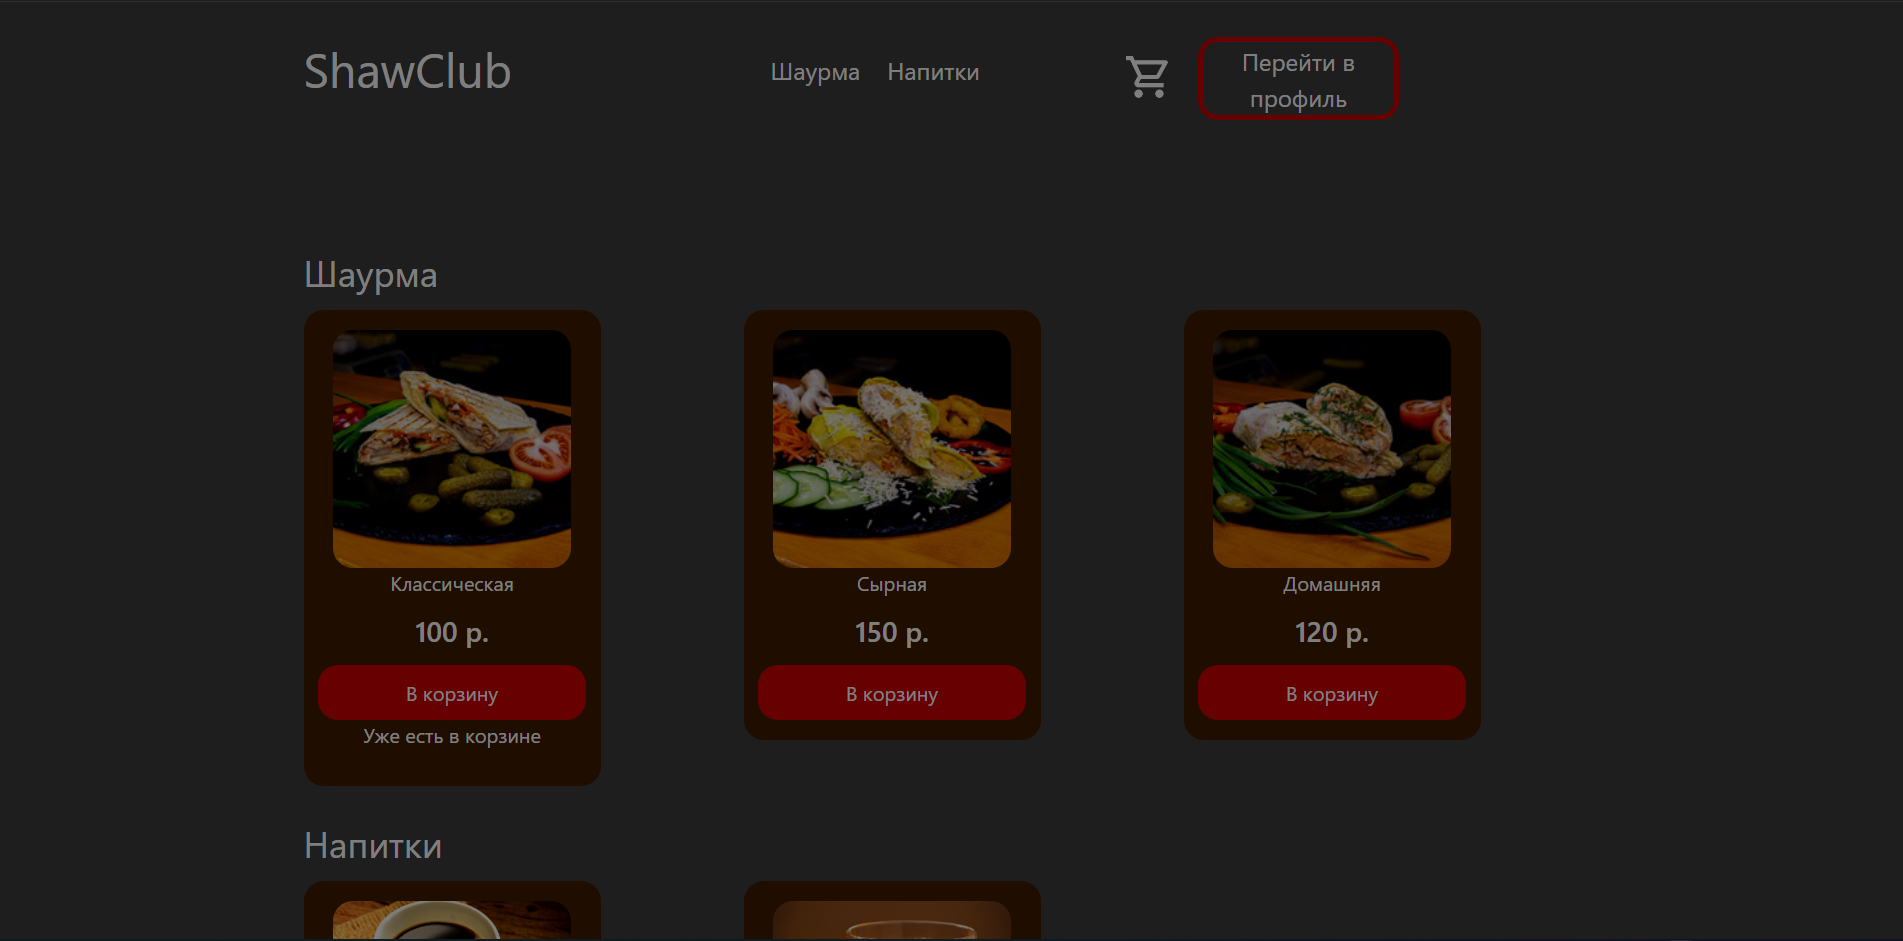 ShawClub
Шаурма Напитки
Перейти в
профиль
Шаурма
Классическая
100 р.
В корзину
Уже есть в корзине
Сырная
150 р.
В корзину
Домашняя
120 р.
В корзину
Напитки